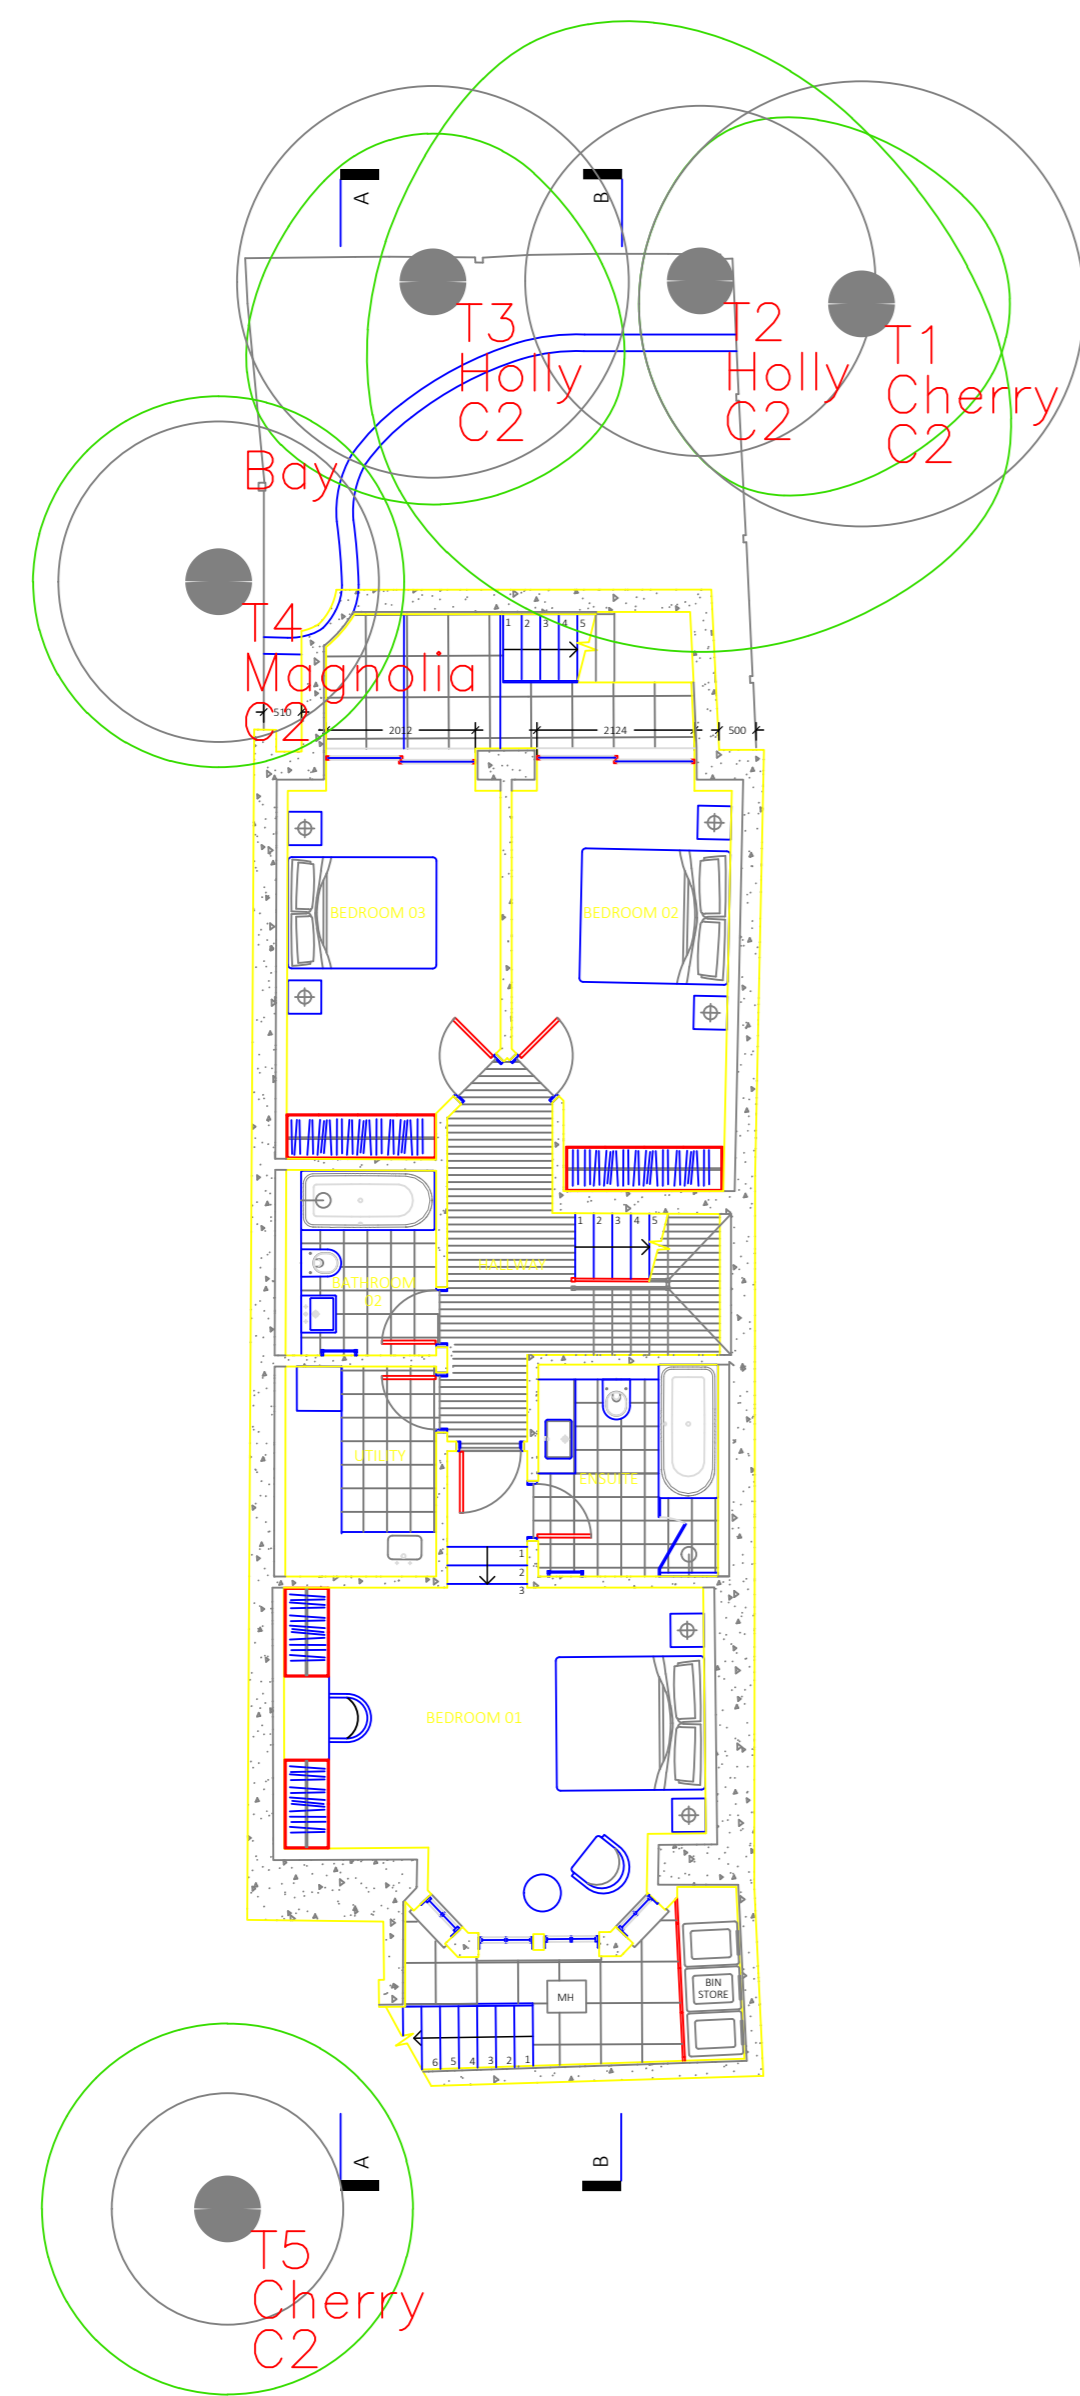 A
B
T3
Holly
C2
T2
Holly
C2
T1
Cherry
C2
Bay
T4
Magnolia
C2
1 2 3 4 5
510
2012
2124
500
BEDROOM 03
BEDROOM 02
1 2 3 4 5
HALLWAY
BATHROOM
02
UTILITY
ENSUITE
1
2
3
BEDROOM 01
BIN
STORE
MH
6 5 4 3 2 1
A
B
T5
Cherry
C2